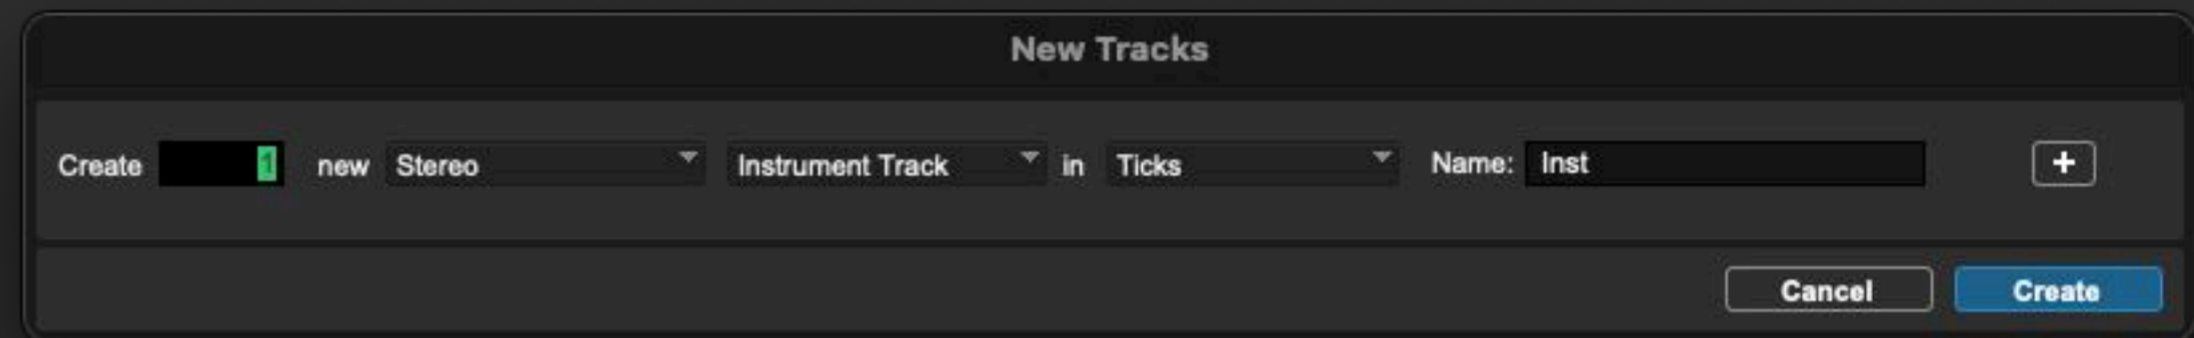 New Tracks
Create 1 new Stereo Instrument Track in Ticks Name: Inst +
Cancel Create